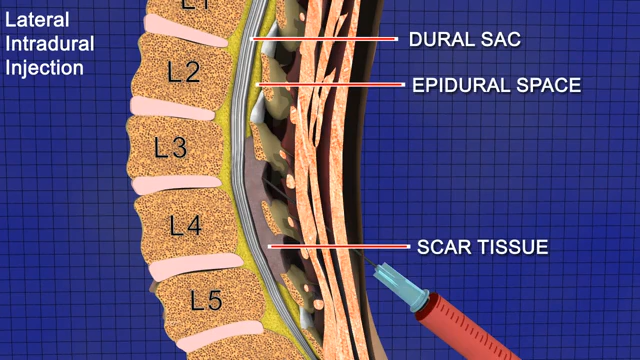 Lateral
Intradural
Injection
L1
DURAL SAC
L2
EPIDURAL SPACE
L3
L4
SCAR TISSUE
L5